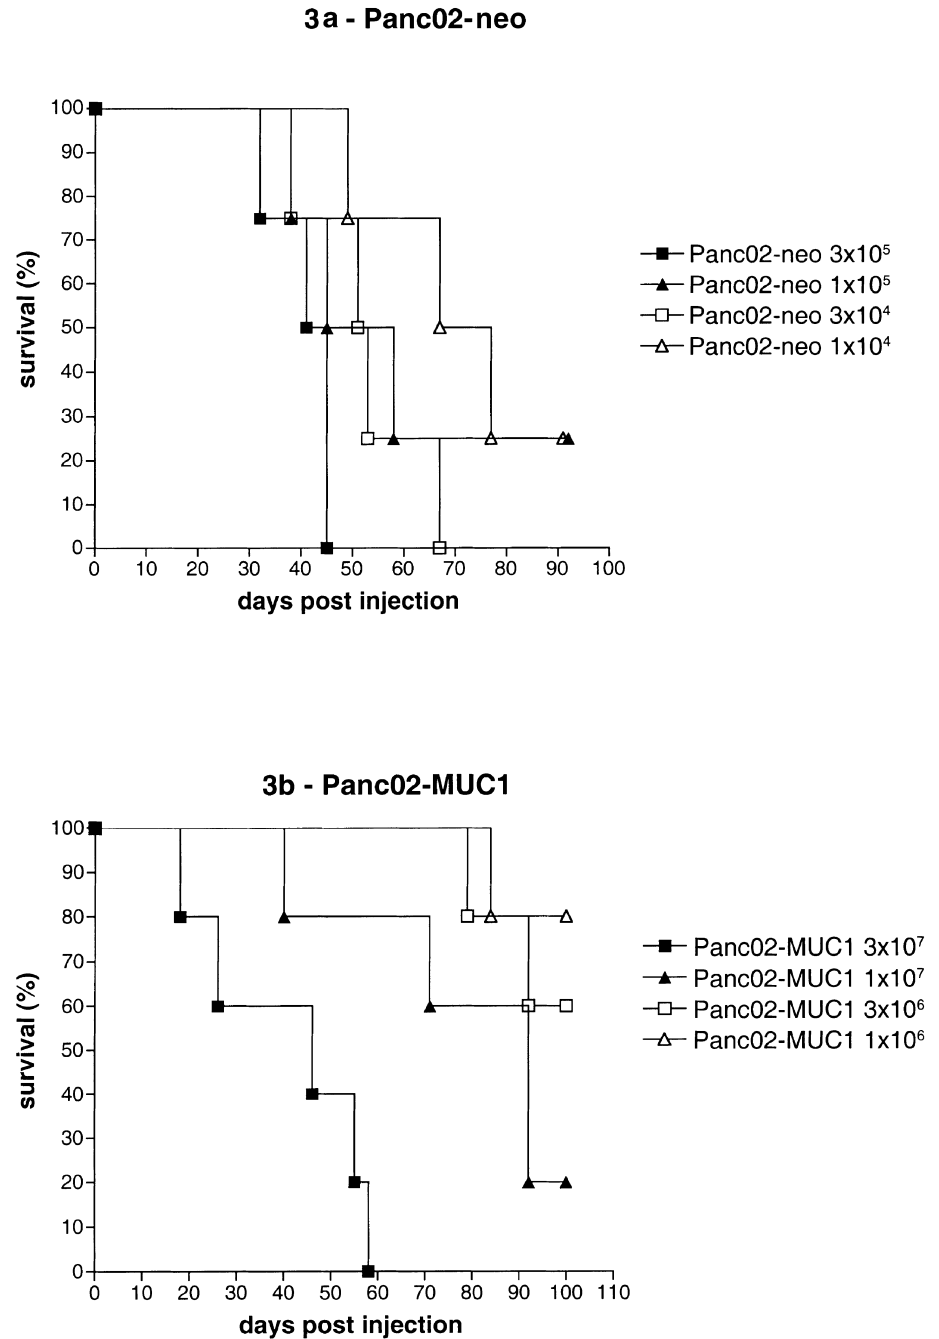 3a - Panc02-neo
100
90
80
70
60
50
40
30
20
10
0
survival (%)
0 10 20 30 40 50 60 70 80 90 100
days post injection
Panc02-neo 3x10⁵
Panc02-neo 1x10⁵
Panc02-neo 3x10⁴
Panc02-neo 1x10⁴
3b - Panc02-MUC1
100
90
80
70
60
50
40
30
20
10
0
survival (%)
0 10 20 30 40 50 60 70 80 90 100 110
days post injection
Panc02-MUC1 3x10⁷
Panc02-MUC1 1x10⁷
Panc02-MUC1 3x10⁶
Panc02-MUC1 1x10⁶